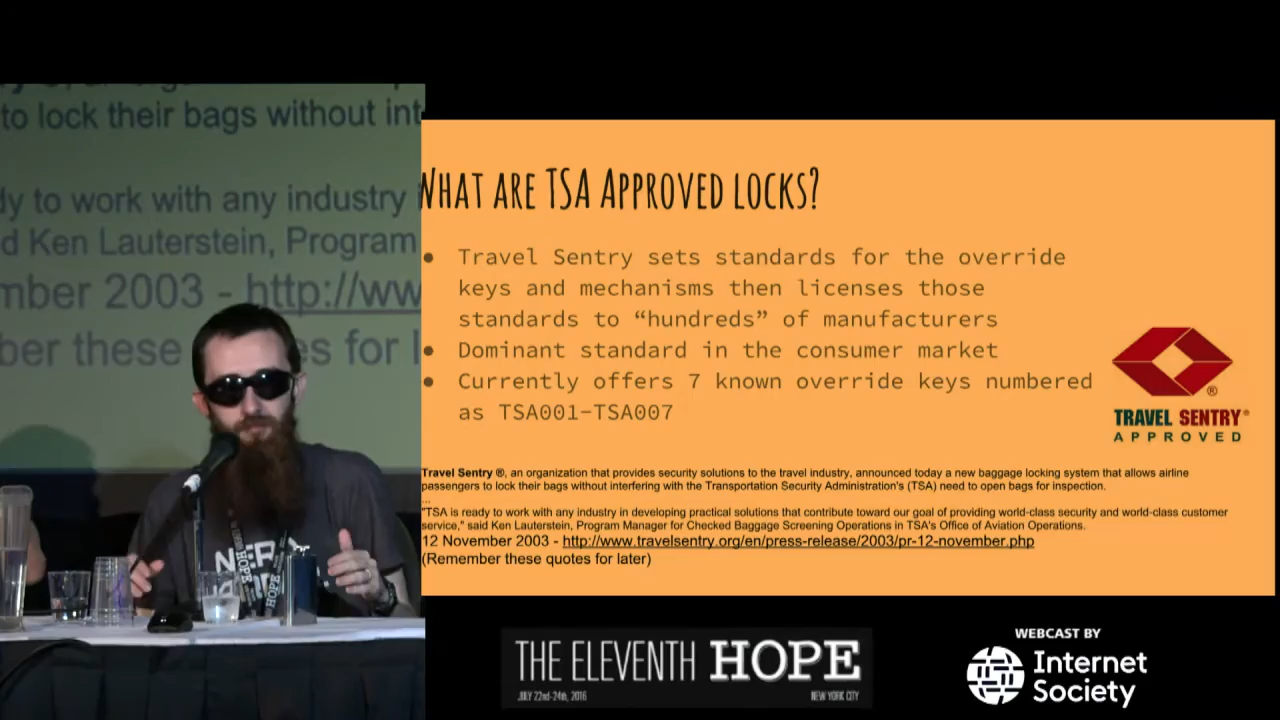 to lock their bags without int
dy to work with any industry
d Ken Lauterstein, Program
mber 2003 - http://ww
ber these es for l
WHAT ARE TSA APPROVED LOCKS?
● Travel Sentry sets standards for the override
keys and mechanisms then licenses those
standards to “hundreds” of manufacturers
● Dominant standard in the consumer market
● Currently offers 7 known override keys numbered
as TSA001-TSA007
®
TRAVEL SENTRY®
APPROVED
Travel Sentry ®, an organization that provides security solutions to the travel industry, announced today a new baggage locking system that allows airline
passengers to lock their bags without interfering with the Transportation Security Administration's (TSA) need to open bags for inspection.
...
"TSA is ready to work with any industry in developing practical solutions that contribute toward our goal of providing world-class security and world-class customer
service," said Ken Lauterstein, Program Manager for Checked Baggage Screening Operations in TSA's Office of Aviation Operations.
12 November 2003 - http://www.travelsentry.org/en/press-release/2003/pr-12-november.php
(Remember these quotes for later)
HOPE
HOPE
THE ELEVENTH HOPE
JULY 22nd-24th, 2016
NEW YORK CITY
WEBCAST BY
Internet
Society